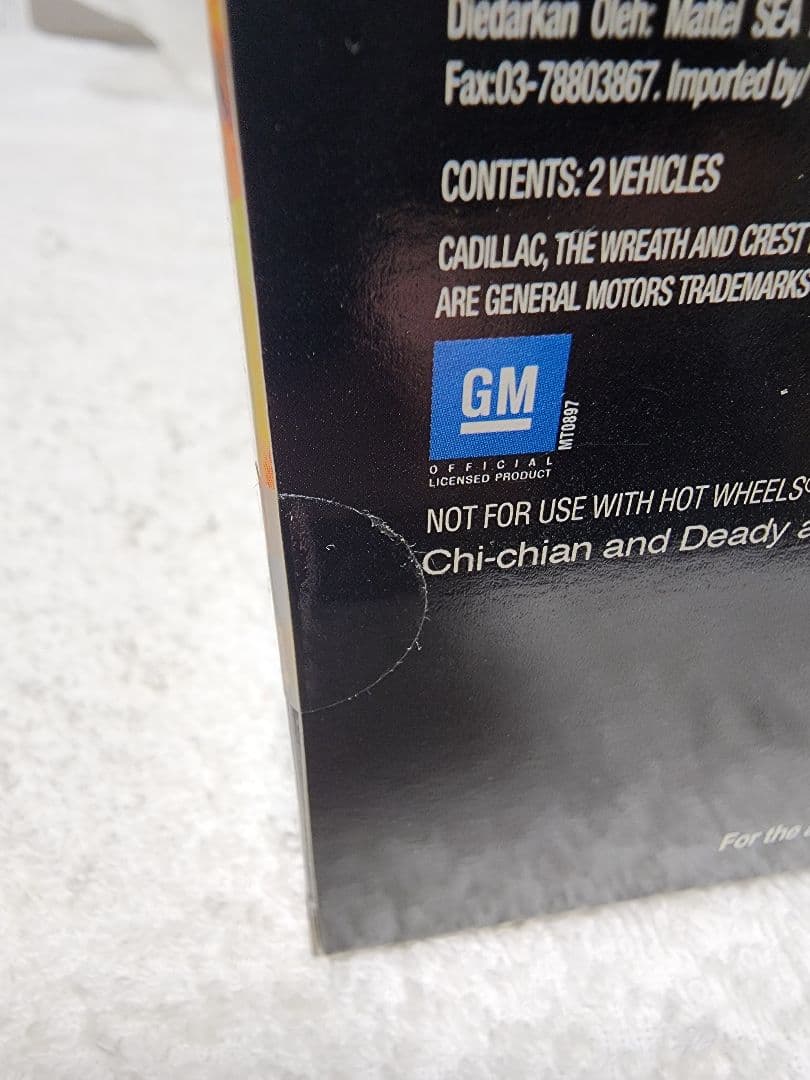 Diedarkan Oleh: Mattel SEA
Fax:03-78803867. Imported by/
CONTENTS: 2 VEHICLES
CADILLAC, THE WREATH AND CREST
ARE GENERAL MOTORS TRADEMARKS
GM
MT0897
OFFICIAL
LICENSED PRODUCT
NOT FOR USE WITH HOT WHEELS®
Chi-chian and Deady a
For the